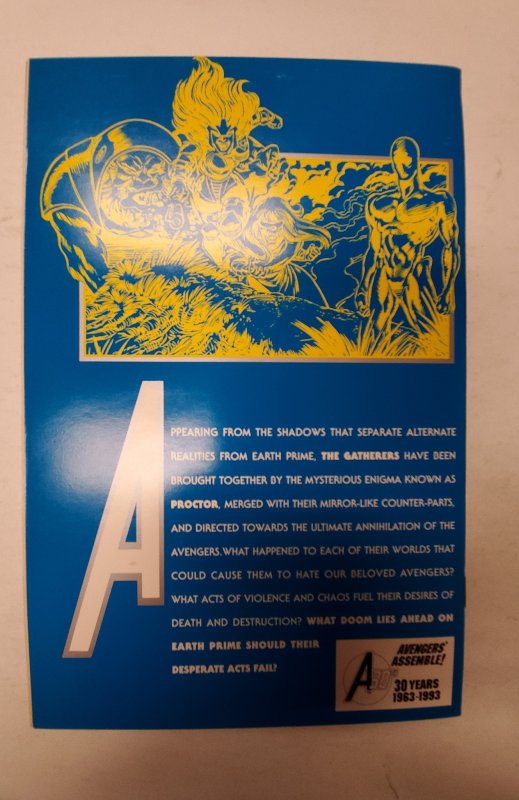 APPEARING FROM THE SHADOWS THAT SEPARATE ALTERNATE
REALITIES FROM EARTH PRIME, THE GATHERERS HAVE BEEN
BROUGHT TOGETHER BY THE MYSTERIOUS ENIGMA KNOWN AS
PROCTOR, MERGED WITH THEIR MIRROR-LIKE COUNTER-PARTS,
AND DIRECTED TOWARDS THE ULTIMATE ANNIHILATION OF THE
AVENGERS. WHAT HAPPENED TO EACH OF THEIR WORLDS THAT
COULD CAUSE THEM TO HATE OUR BELOVED AVENGERS?
WHAT ACTS OF VIOLENCE AND CHAOS FUEL THEIR DESIRES OF
DEATH AND DESTRUCTION? WHAT DOOM LIES AHEAD ON
EARTH PRIME SHOULD THEIR
DESPERATE ACTS FAIL?
A 30
AVENGERS
ASSEMBLE!
30 YEARS
1963-1993